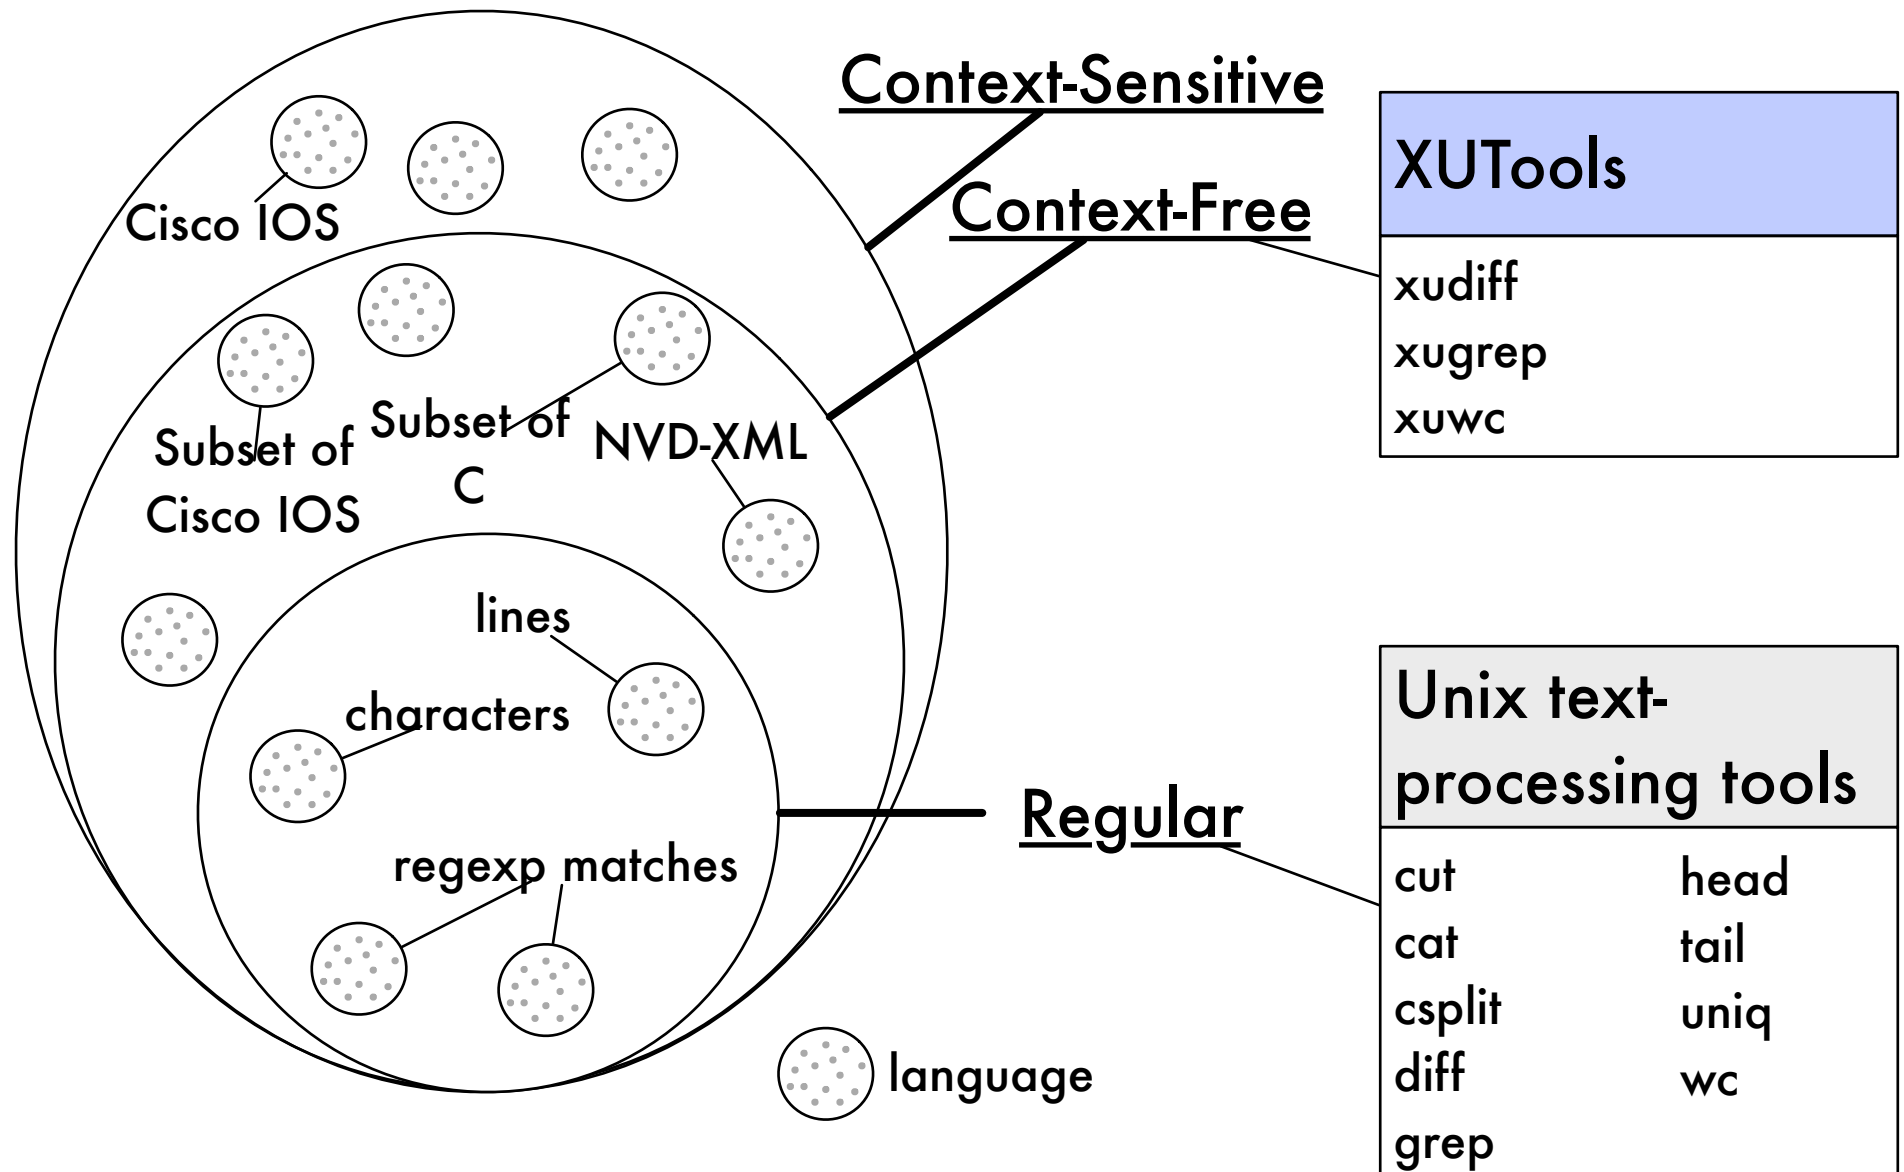 Context-Sensitive
Cisco IOS
Context-Free
Subset of
Cisco IOS
Subset of
C
NVD-XML
lines
characters
regexp matches
Regular
language
XUTools
xudiff
xugrep
xuwc
Unix text-
processing tools
cut
cat
csplit
diff
grep
head
tail
uniq
wc